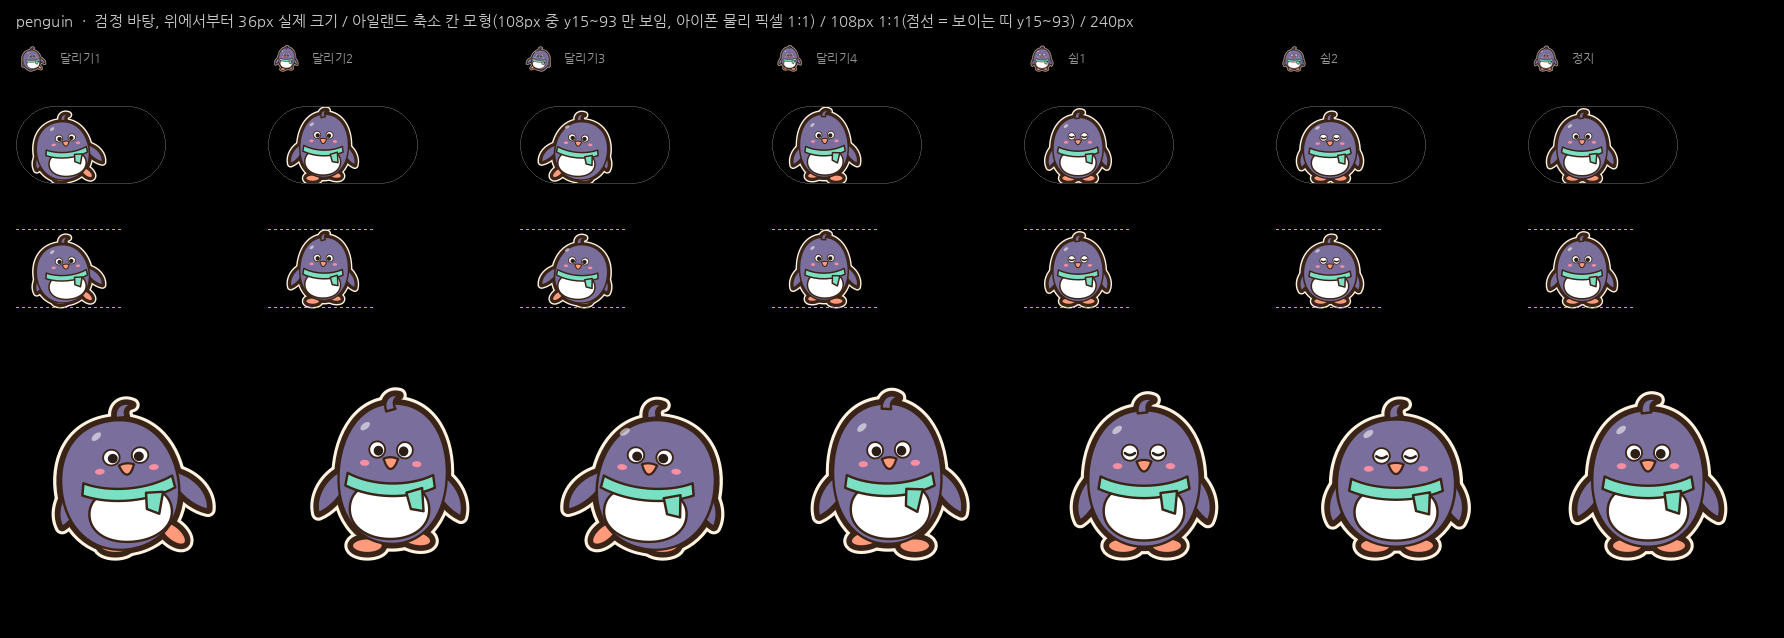 penguin · 검정 바탕, 위에서부터 36px 실제 크기 / 아일랜드 축소 칸 모형(108px 중 y15~93 만 보임, 아이폰 물리 픽셀 1:1) / 108px 1:1(점선 = 보이는 띠 y15~93) / 240px
달리기1 달리기2 달리기3 달리기4 쉼1 쉼2 정지